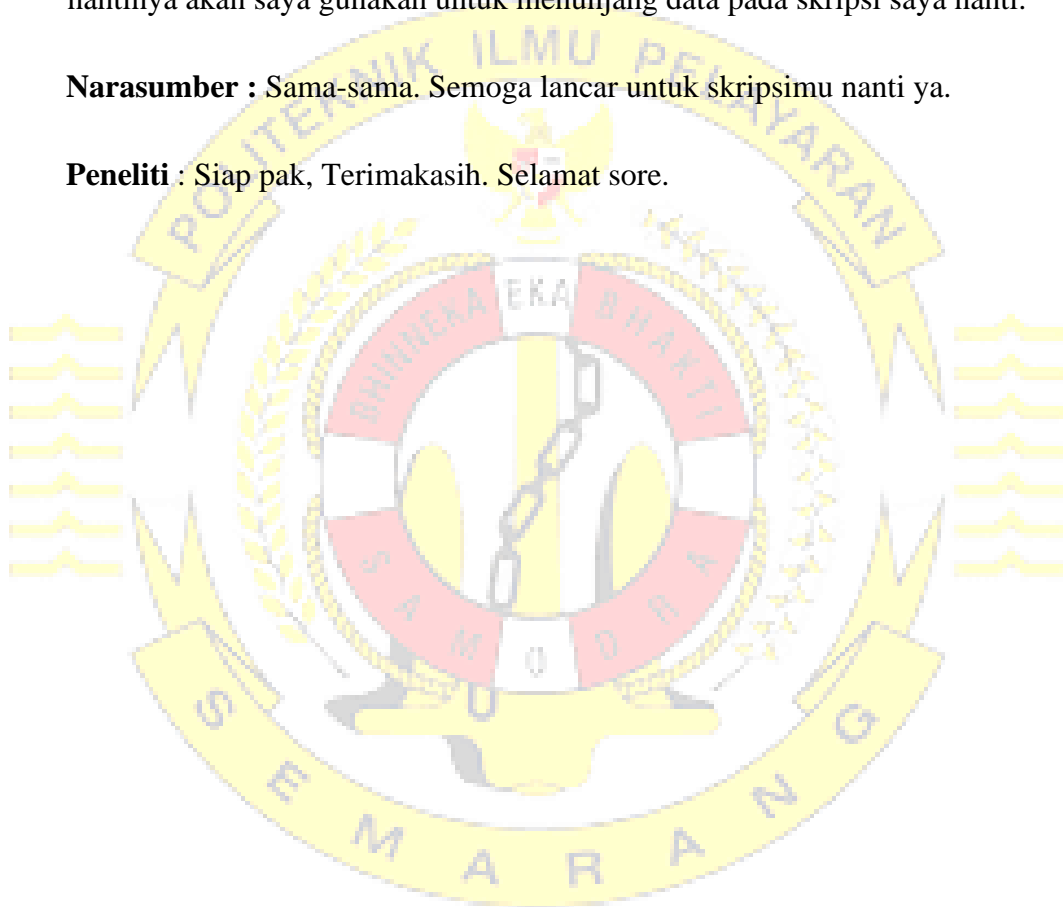 nantinya akan saya gunakan untuk menunjang data pada skripsi saya nanti.
Narasumber : Sama-sama. Semoga lancar untuk skripsimu nanti ya.
Peneliti : Siap pak, Terimakasih. Selamat sore.
POLITEKNIK ILMU PELAYARAN
BHINNEKA EKA BHAKTI
SAMODRA
SEMARANG